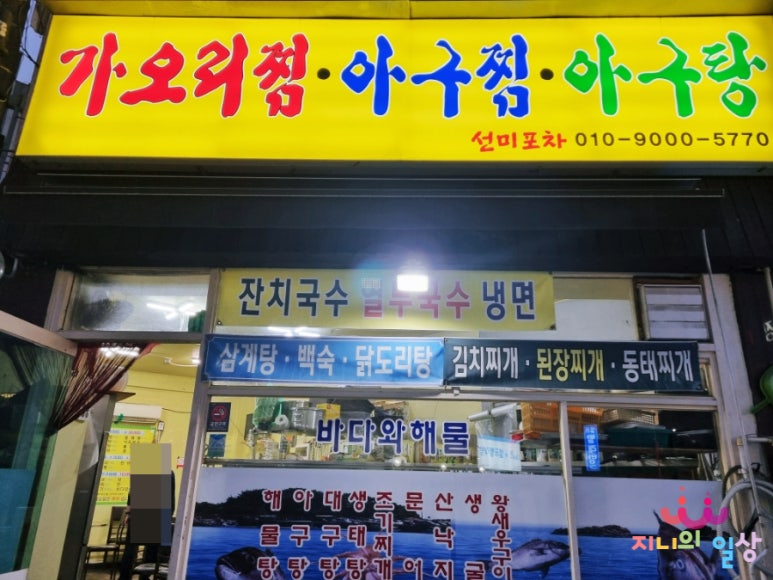 가오리찜·아구찜·아구탕
선미포차 010-9000-5770
잔치국수 냉면
삼계탕·백숙·닭도리탕
김치찌개·된장찌개·동태찌개
바다와해물
해물탕
아구탕
대구탕
생태탕
조기찌개
문어
산낙지
생굴
왕새우구이
지니의 일상